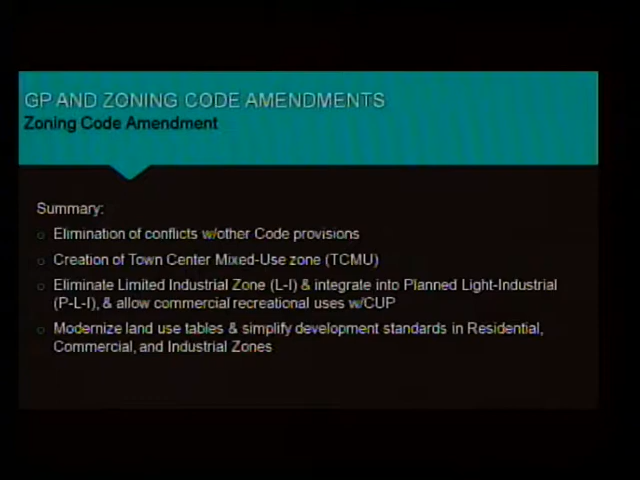 GP AND ZONING CODE AMENDMENTS
Zoning Code Amendment
Summary:
Elimination of conflicts w/other Code provisions
Creation of Town Center Mixed-Use zone (TCMU)
Eliminate Limited Industrial Zone (L-I) & integrate into Planned Light-Industrial
(P-L-I), & allow commercial recreational uses w/CUP
Modernize land use tables & simplify development standards in Residential,
Commercial, and Industrial Zones